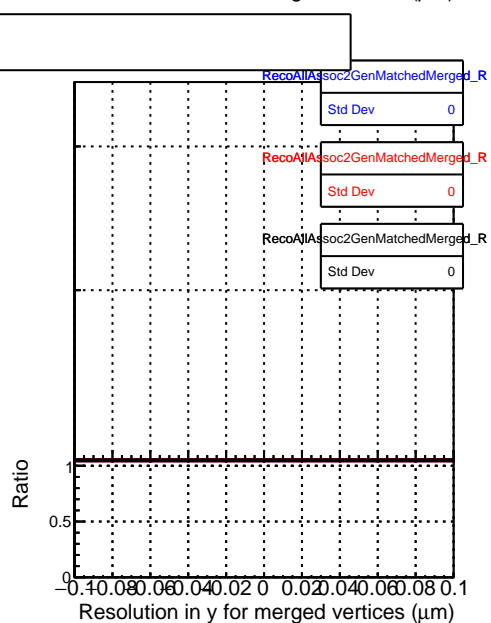 RecoAllAssoc2GenMatchedMerged_R
Std Dev 0
RecoAllAssoc2GenMatchedMerged_R
Std Dev 0
RecoAllAssoc2GenMatchedMerged_R
Std Dev 0
Ratio
1
0.5
0
−0.1 −0.08 −0.06 −0.04 −0.02 0 0.02 0.04 0.06 0.08 0.1
Resolution in y for merged vertices (μm)